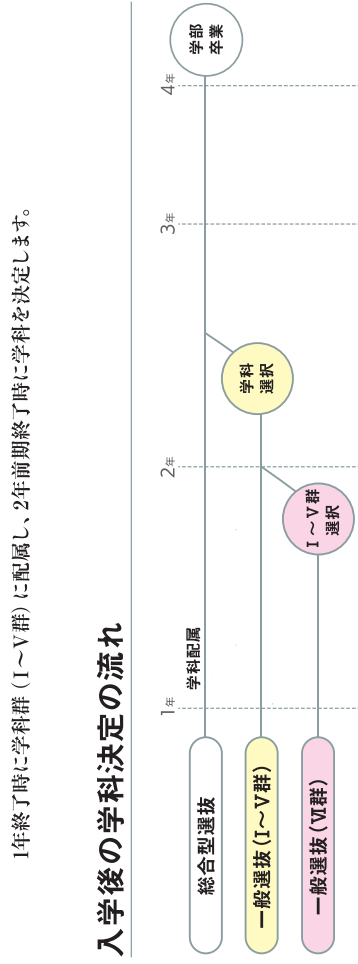 1年終了時に学科群（Ⅰ～Ⅴ群）に配属し、2年前期終了時に学科を決定します。
入学後の学科決定の流れ
1年
2年
3年
4年
総合型選抜
学科配属
学部
卒業
一般選抜（Ⅰ～Ⅴ群）
学科
選択
一般選抜（Ⅵ群）
Ⅰ～Ⅴ群
選択